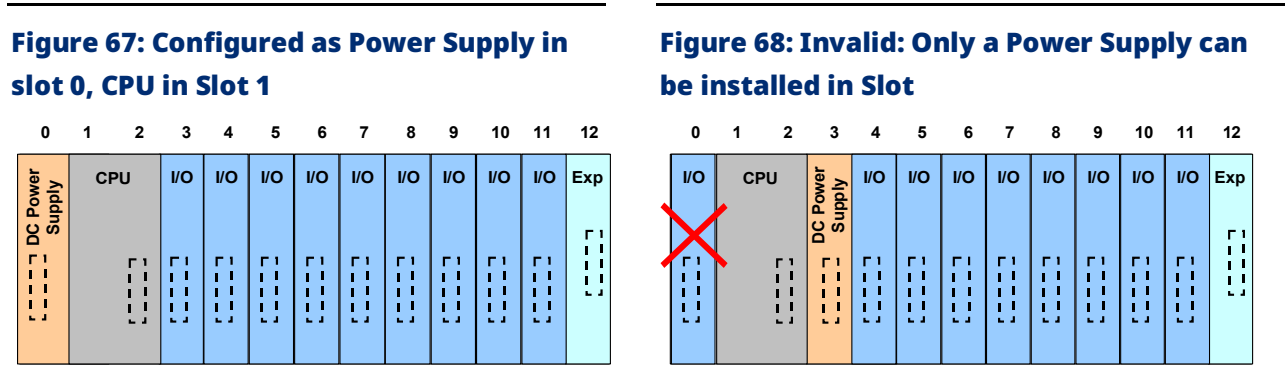 Figure 67: Configured as Power Supply in
slot 0, CPU in Slot 1
0 1 2 3 4 5 6 7 8 9 10 11 12
DC Power
Supply
CPU I/O I/O I/O I/O I/O I/O I/O I/O I/O Exp
Figure 68: Invalid: Only a Power Supply can
be installed in Slot
0 1 2 3 4 5 6 7 8 9 10 11 12
I/O CPU
DC Power
Supply
I/O I/O I/O I/O I/O I/O I/O I/O Exp